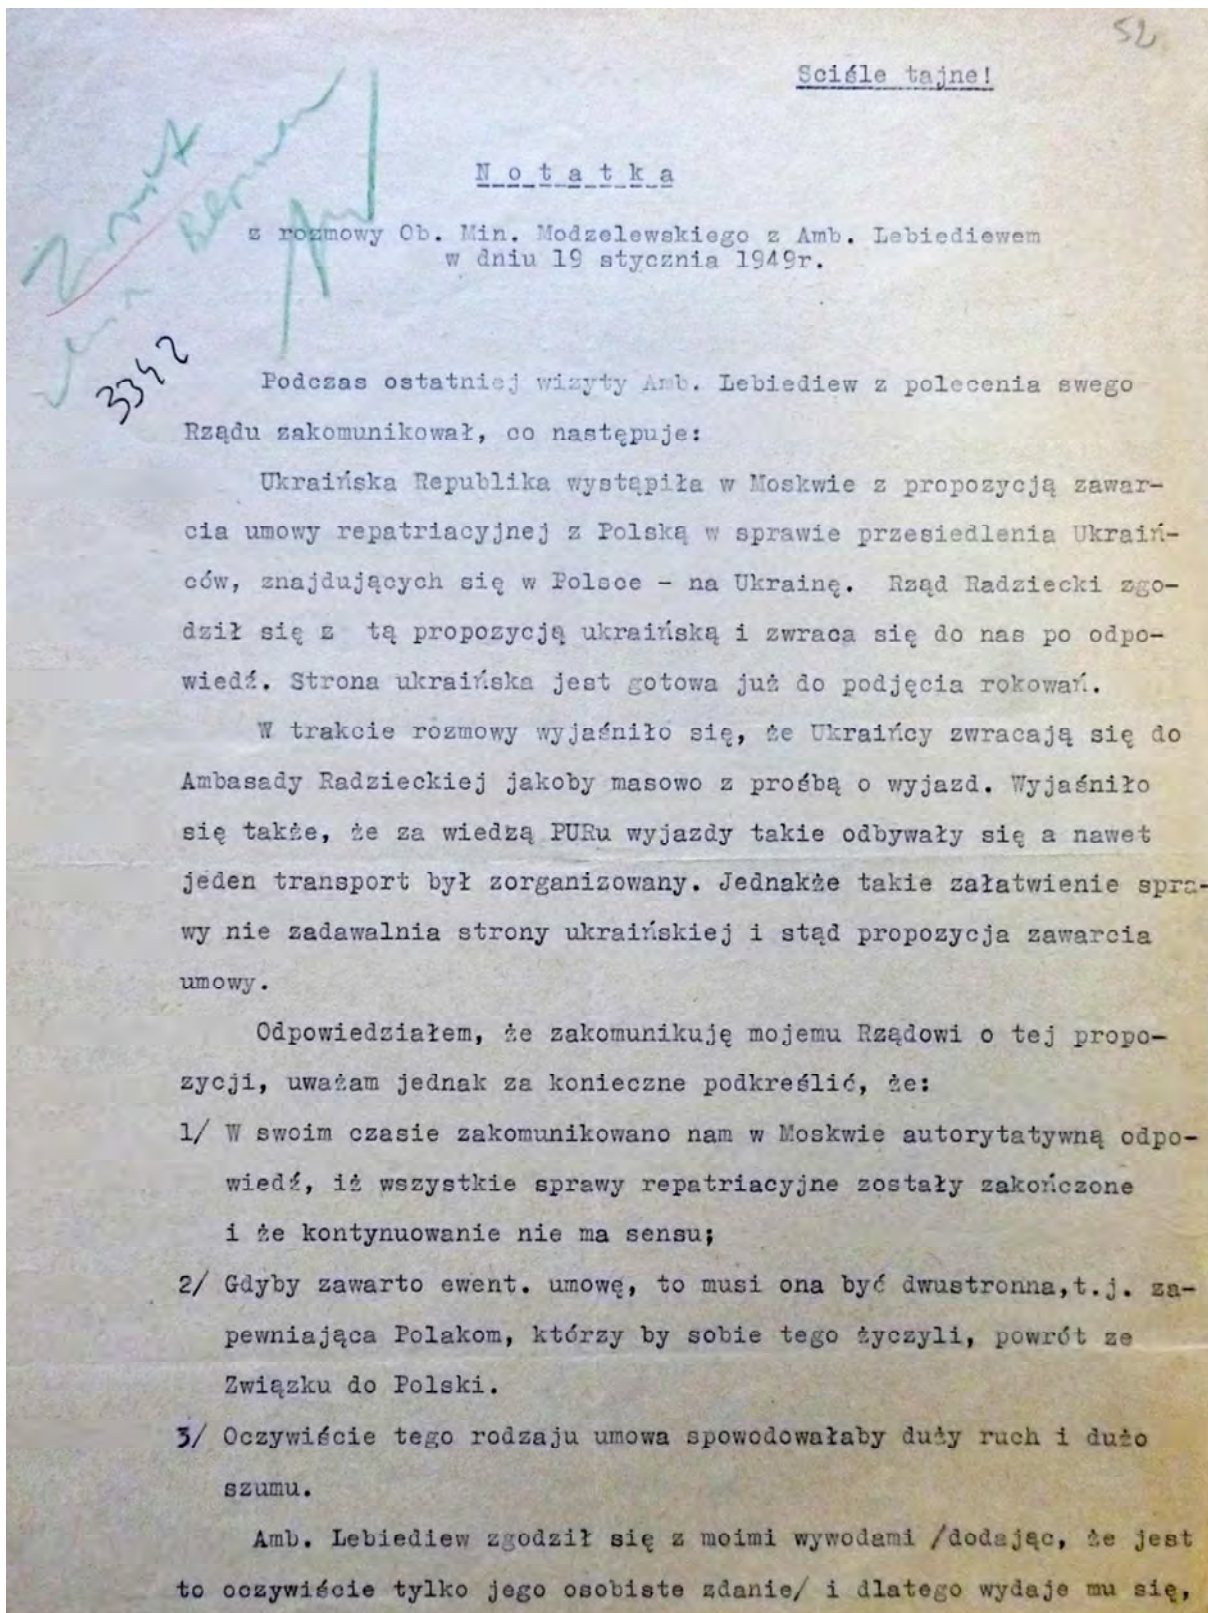 52
Sciśle tajne!
Notatka
z rozmowy Ob. Min. Modzelewskiego z Amb. Lebiediewem
w dniu 19 stycznia 1949r.
Berman
3342
Podczas ostatniej wizyty Amb. Lebiediew z polecenia swego
Rządu zakomunikował, co następuje:
Ukraińska Republika wystąpiła w Moskwie z propozycją zawar-
cia umowy repatriacyjnej z Polską w sprawie przesiedlenia Ukraiń-
ców, znajdujących się w Polsce - na Ukrainę. Rząd Radziecki zgo-
dził się z tą propozycją ukraińską i zwraca się do nas po odpo-
wiedź. Strona ukraińska jest gotowa już do podjęcia rokowań.
W trakcie rozmowy wyjaśniło się, że Ukraińcy zwracają się do
Ambasady Radzieckiej jakoby masowo z prośbą o wyjazd. Wyjaśniło
się także, że za wiedzą PURu wyjazdy takie odbywały się a nawet
jeden transport był zorganizowany. Jednakże takie załatwienie spra-
wy nie zadawalnia strony ukraińskiej i stąd propozycja zawarcia
umowy.
Odpowiedziałem, że zakomunikuję mojemu Rządowi o tej propo-
zycji, uważam jednak za konieczne podkreślić, że:
1/ W swoim czasie zakomunikowano nam w Moskwie autorytatywną odpo-
wiedź, iż wszystkie sprawy repatriacyjne zostały zakończone
i że kontynuowanie nie ma sensu;
2/ Gdyby zawarto ewent. umowę, to musi ona być dwustronna,t.j. za-
pewniająca Polakom, którzy by sobie tego życzyli, powrót ze
Związku do Polski.
3/ Oczywiście tego rodzaju umowa spowodowałaby duży ruch i dużo
szumu.
Amb. Lebiediew zgodził się z moimi wywodami /dodając, że jest
to oczywiście tylko jego osobiste zdanie/ i dlatego wydaje mu się,